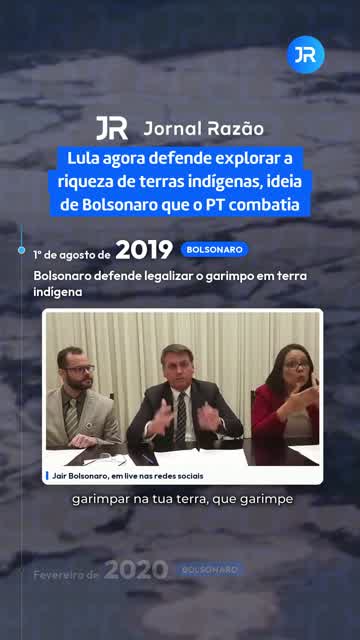 JR
JR Jornal Razão
Lula agora defende explorar a
riqueza de terras indígenas, ideia
de Bolsonaro que o PT combatia
1º de agosto de 2019 BOLSONARO
Bolsonaro defende legalizar o garimpo em terra
indígena
Jair Bolsonaro, em live nas redes sociais
garimpar na tua terra, que garimpe
Fevereiro de 2020 BOLSONARO